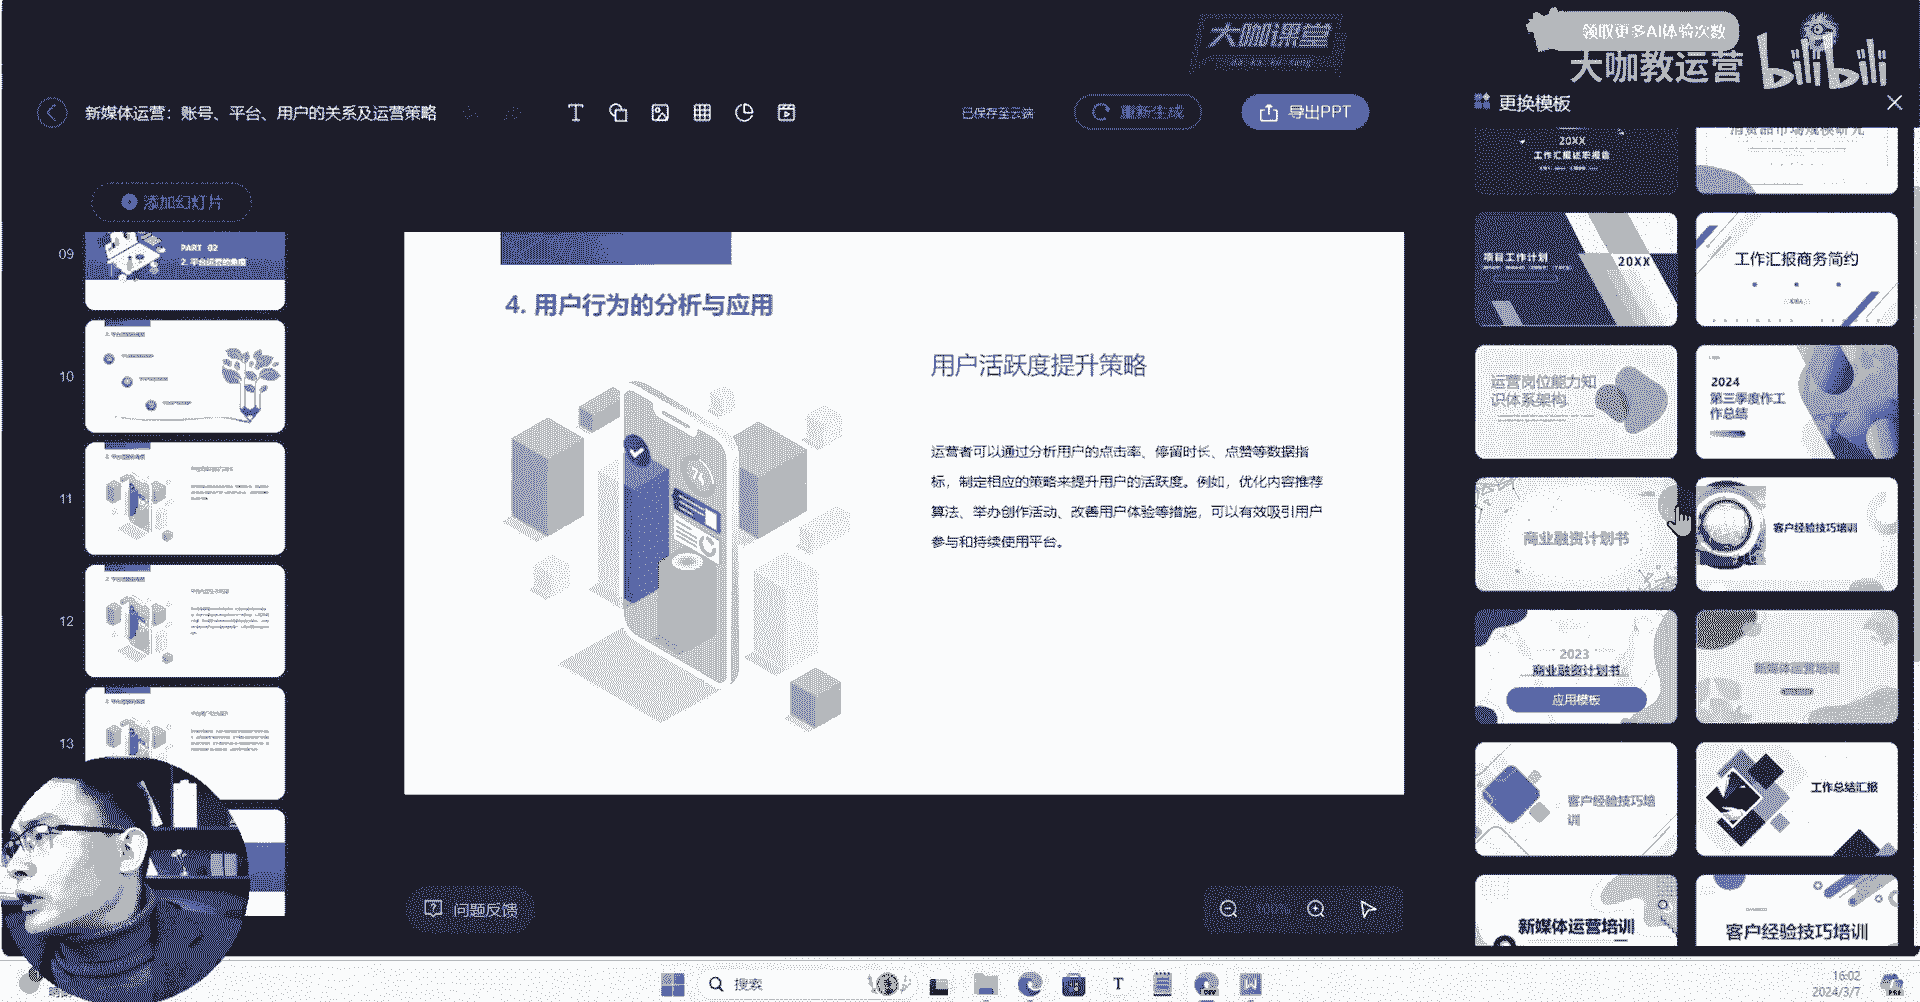 大咖课堂
领取更多AI体验次数
大咖教运营
bilibili
新媒体运营：账号、平台、用户的关系及运营策略
已保存至云端
重新生成
导出PPT
更换模板
添加幻灯片
09
PART 02
2. 平台运营的角度
10
11
12
13
4. 用户行为的分析与应用
用户活跃度提升策略
运营者可以通过分析用户的点击率、停留时长、点赞等数据指
标，制定相应的策略来提升用户的活跃度。例如，优化内容推荐
算法、举办创作活动、改善用户体验等措施，可以有效吸引用户
参与和持续使用平台。
20XX
工作汇报述职报告
消费品市场规模研究
项目工作计划
20XX
工作汇报商务简约
运营岗位能力知
识体系架构
2024
第三季度工作工
作总结
商业融资计划书
客户经验技巧培训
2023
商业融资计划书
应用模板
新媒体运营培训
客户经验技巧培
训
工作总结汇报
新媒体运营培训
客户经验技巧培训
问题反馈
100%
搜索
16:02
2024/3/7